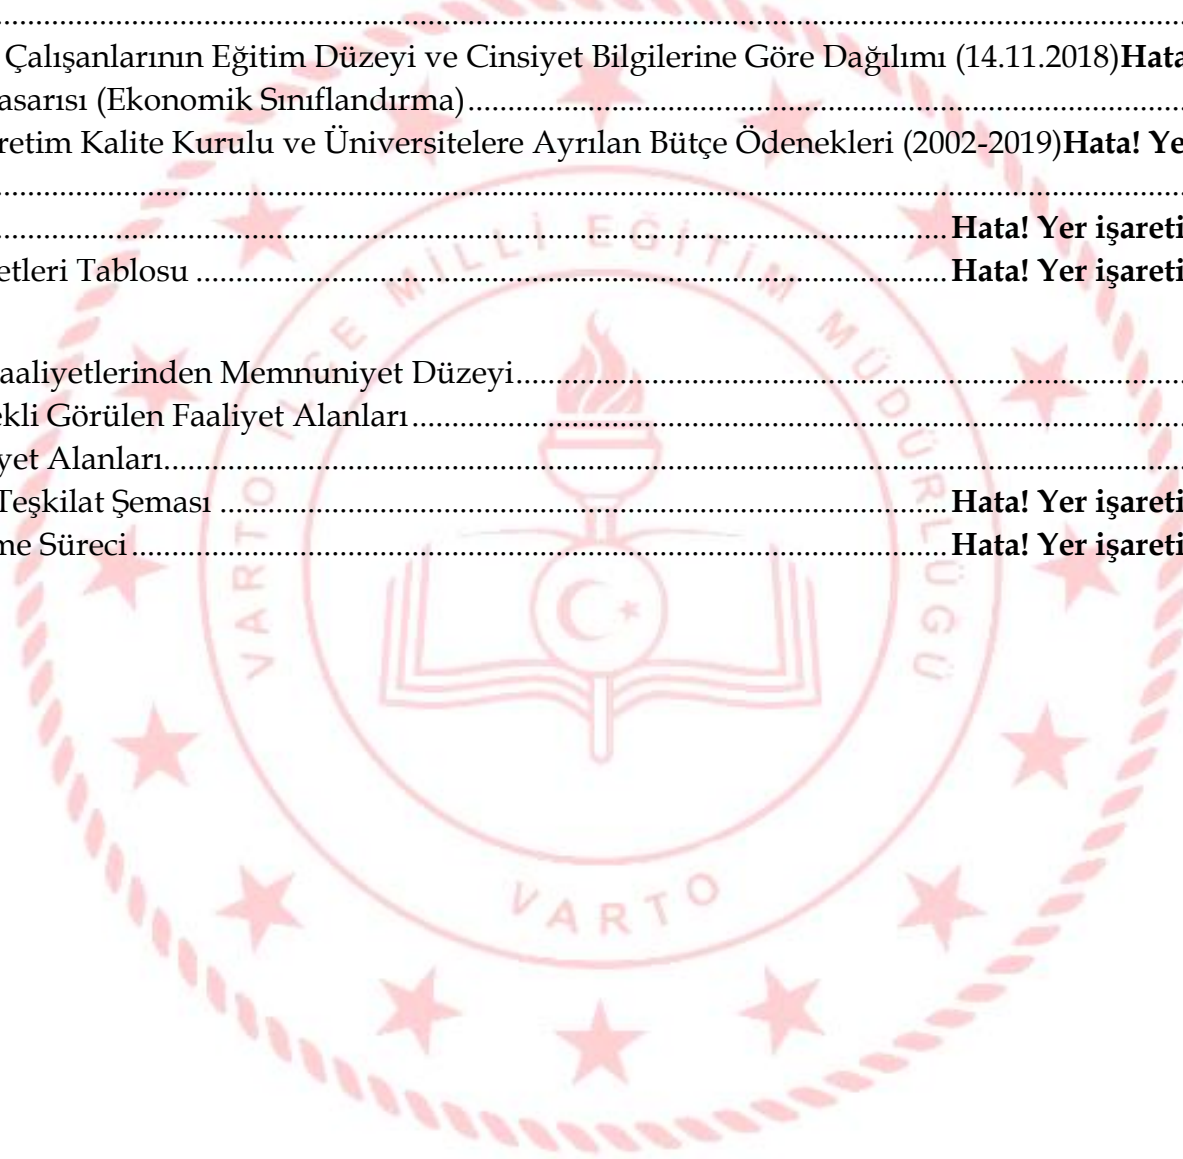 ................................................................................
Çalışanlarının Eğitim Düzeyi ve Cinsiyet Bilgilerine Göre Dağılımı (14.11.2018)Hata
asarısı (Ekonomik Sınıflandırma)................................................................................
retim Kalite Kurulu ve Üniversitelere Ayrılan Bütçe Ödenekleri (2002-2019)Hata! Ye
................................................................................
................................................................................Hata! Yer işareti
etleri Tablosu ................................................................................Hata! Yer işareti
aaliyetlerinden Memnuniyet Düzeyi................................................................................
ekli Görülen Faaliyet Alanları................................................................................
yet Alanları................................................................................
Teşkilat Şeması ................................................................................Hata! Yer işareti
me Süreci................................................................................Hata! Yer işareti
VARTO İLÇE MİLLİ EĞİTİM MÜDÜRLÜĞÜ
VARTO